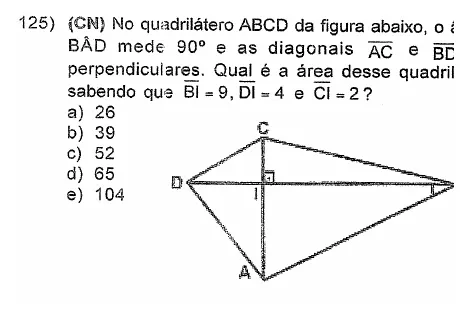 125) (CN) No quadrilátero ABCD da figura abaixo, o
BÂD mede 90° e as diagonais AC e BD
perpendiculares. Qual é a área desse quadril
sabendo que BI = 9, DI = 4 e CI = 2?
a) 26
b) 39
c) 52
d) 65
e) 104
C
D
I
A